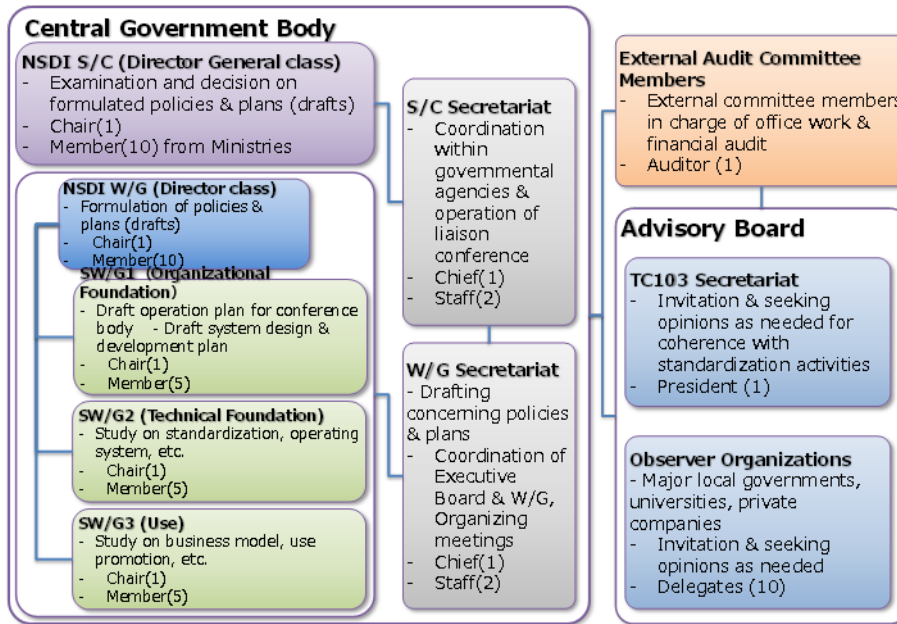 Central Government Body
NSDI S/C (Director General class)
- Examination and decision on
formulated policies & plans (drafts)
- Chair(1)
- Member(10) from Ministries
NSDI W/G (Director class)
- Formulation of policies &
plans (drafts)
- Chair(1)
- Member(10)
SW/G1 (Organizational
Foundation)
- Draft operation plan for conference
body - Draft system design &
development plan
- Chair(1)
- Member(5)
SW/G2 (Technical Foundation)
- Study on standardization, operating
system, etc.
- Chair(1)
- Member(5)
SW/G3 (Use)
- Study on business model, use
promotion, etc.
- Chair(1)
- Member(5)
S/C Secretariat
- Coordination
within
governmental
agencies &
operation of
liaison
conference
- Chief(1)
- Staff(2)
W/G Secretariat
- Drafting
concerning policies
& plans
- Coordination of
Executive
Board & W/G,
Organizing
meetings
- Chief(1)
- Staff(2)
External Audit Committee
Members
- External committee members
in charge of office work &
financial audit
- Auditor (1)
Advisory Board
TC103 Secretariat
- Invitation & seeking
opinions as needed for
coherence with
standardization activities
- President (1)
Observer Organizations
- Major local governments,
universities, private
companies
- Invitation & seeking
opinions as needed
- Delegates (10)